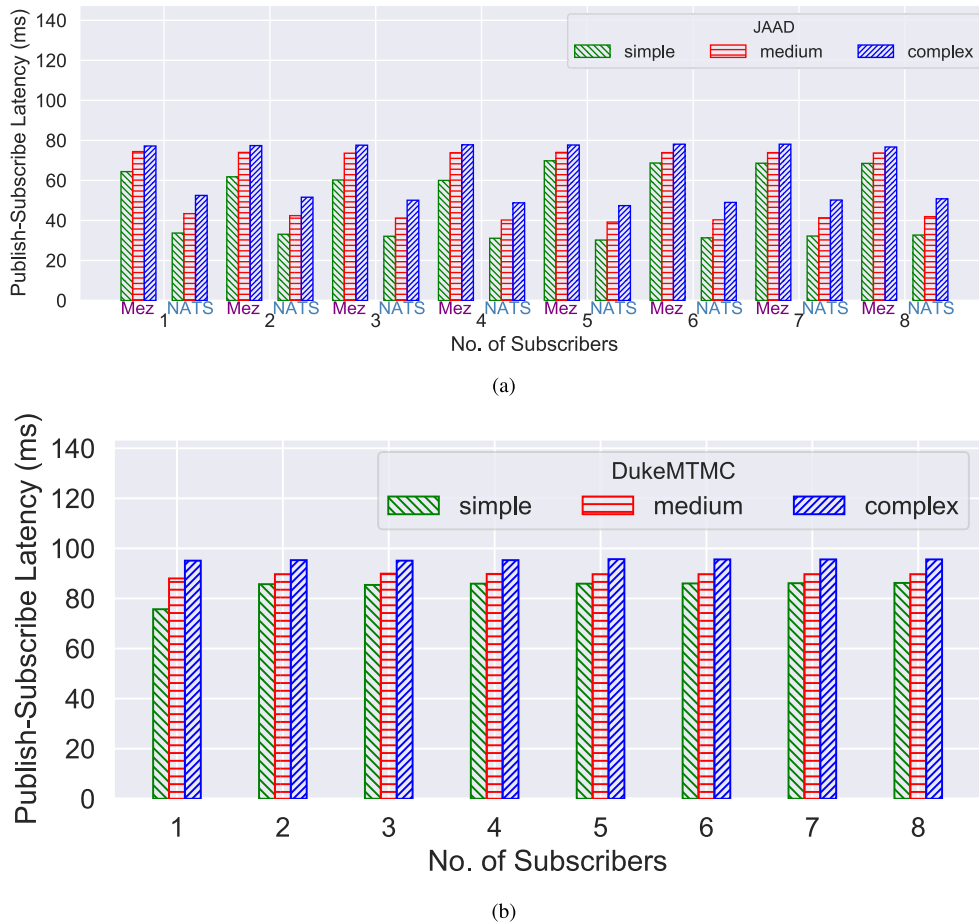 JAAD
simple medium complex
Publish-Subscribe Latency (ms)
140
120
100
80
60
40
20
0
Mez NATS Mez NATS Mez NATS Mez NATS Mez NATS Mez NATS Mez NATS Mez NATS
1 2 3 4 5 6 7 8
No. of Subscribers
(a)
DukeMTMC
simple medium complex
Publish-Subscribe Latency (ms)
140
120
100
80
60
40
20
0
1 2 3 4 5 6 7 8
No. of Subscribers
(b)